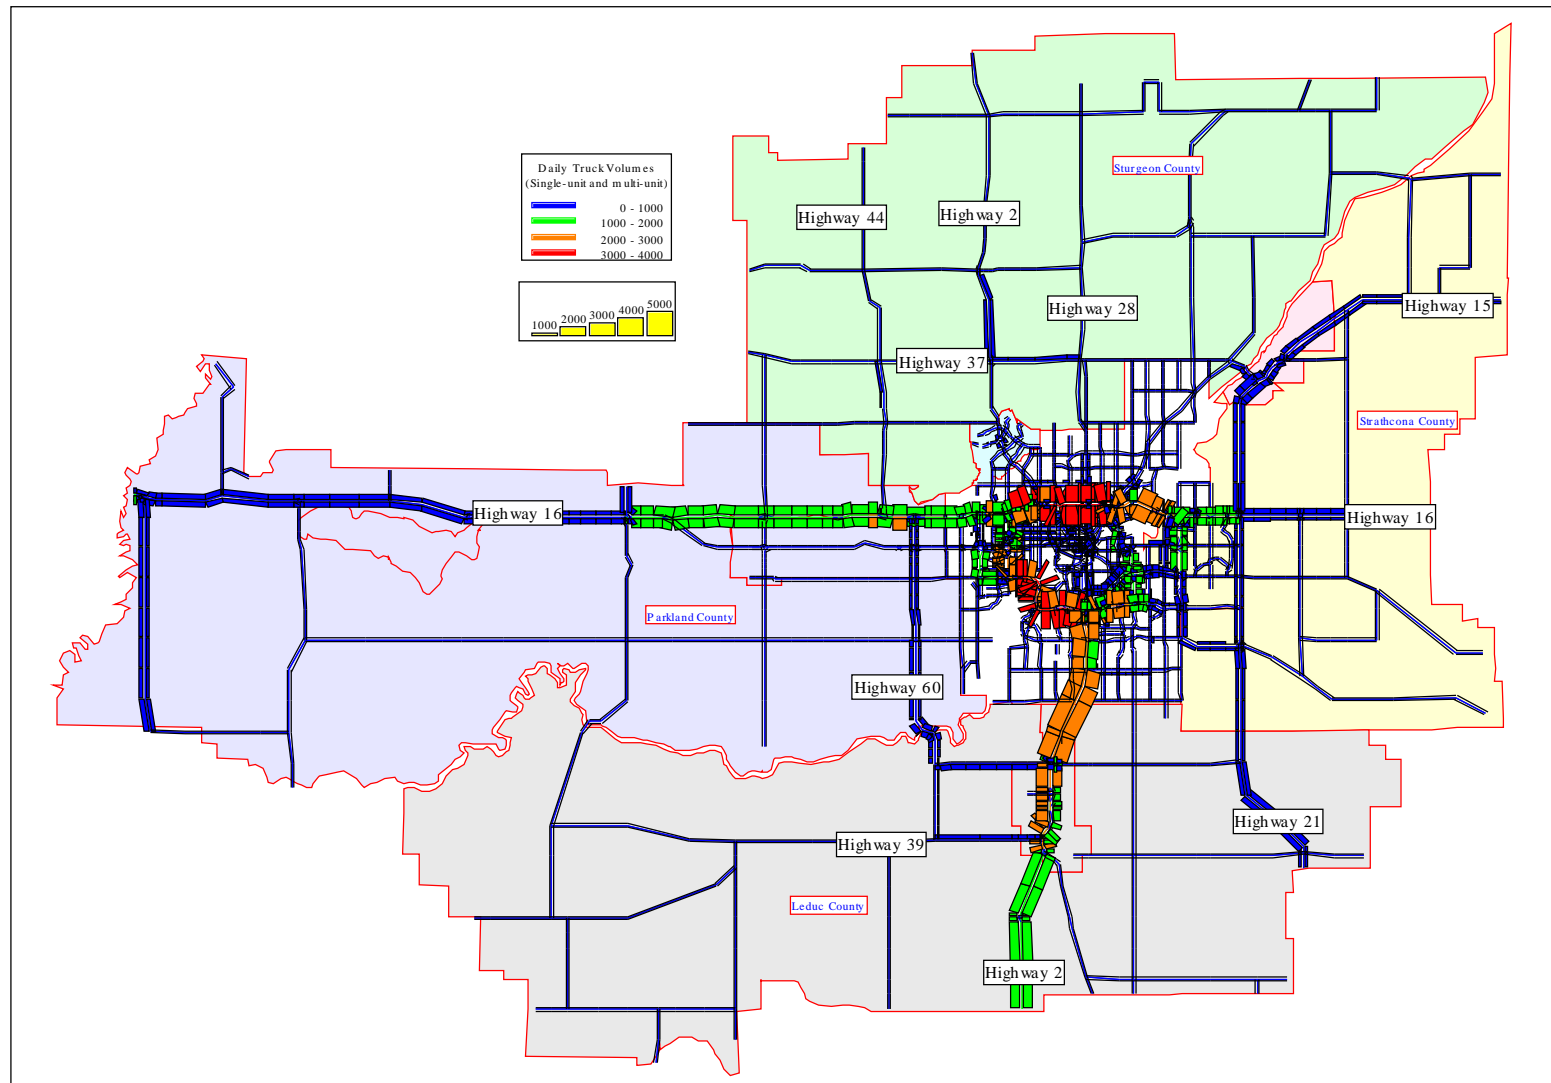 Daily Truck Volumes
(Single-unit and multi-unit)
0 - 1000
1000 - 2000
2000 - 3000
3000 - 4000
1000 2000 3000 4000 5000
Sturgeon County
Highway 44
Highway 2
Highway 28
Highway 15
Highway 37
Strathcona County
Highway 16
Highway 16
Parkland County
Highway 60
Highway 21
Highway 39
Leduc County
Highway 2